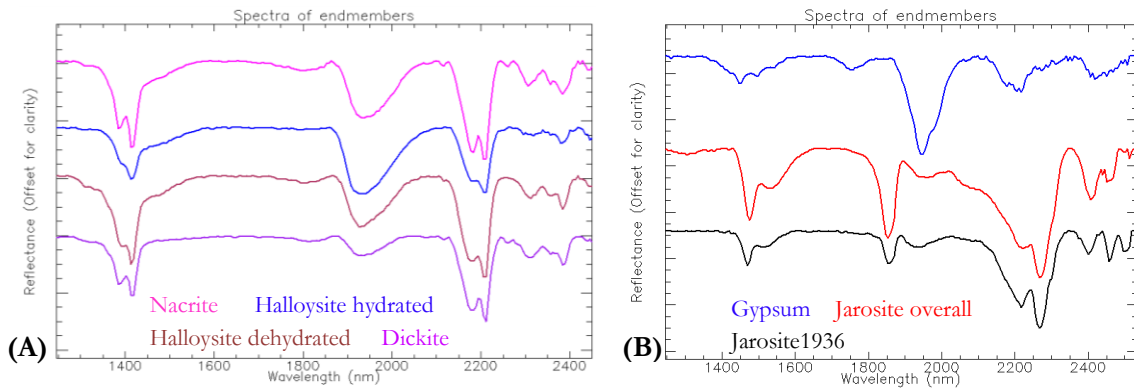 Spectra of endmembers
Reflectance (Offset for clarity)
Nacrite Halloysite hydrated
Halloysite dehydrated Dickite
1400 1600 1800 2000 2200 2400
Wavelength (nm)
(A)
Spectra of endmembers
Reflectance (Offset for clarity)
Gypsum Jarosite overall
Jarosite1936
1400 1600 1800 2000 2200 2400
Wavelength (nm)
(B)